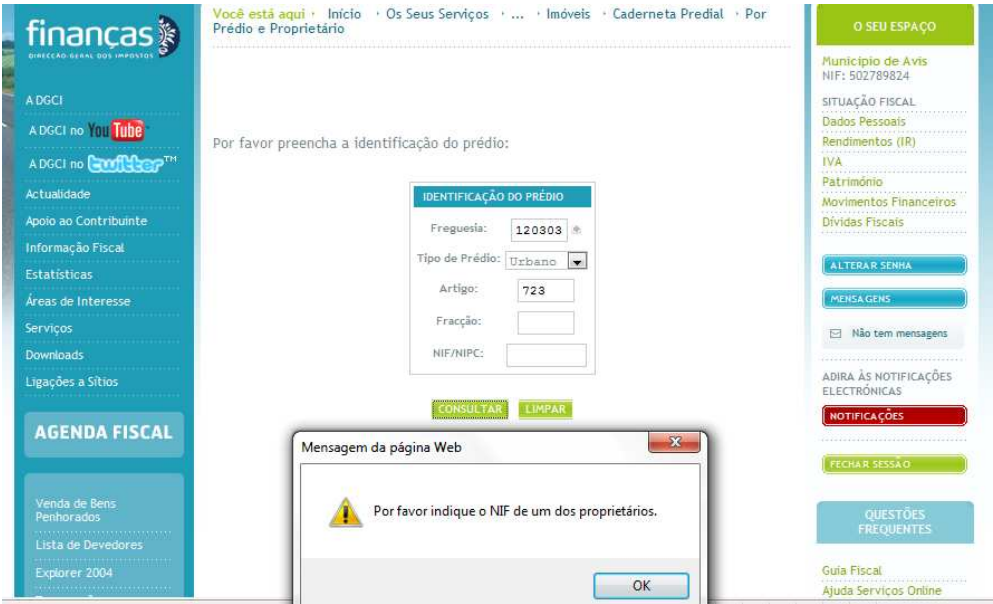 finanças
DIRECÇÃO-GERAL DOS IMPOSTOS
A DGCI
A DGCI no YouTube
A DGCI no twitter™
Actualidade
Apoio ao Contribuinte
Informação Fiscal
Estatísticas
Áreas de Interesse
Serviços
Downloads
Ligações a Sítios
AGENDA FISCAL
Venda de Bens
Penhorados
Lista de Devedores
Explorer 2004
Você está aqui · Início · Os Seus Serviços · ... · Imóveis · Caderneta Predial · Por
Prédio e Proprietário
Por favor preencha a identificação do prédio:
IDENTIFICAÇÃO DO PRÉDIO
Freguesia: 120303
Tipo de Prédio: Urbano
Artigo: 723
Fracção:
NIF/NIPC:
CONSULTAR LIMPAR
Mensagem da página Web
Por favor indique o NIF de um dos proprietários.
OK
O SEU ESPAÇO
Município de Avis
NIF: 502789824
SITUAÇÃO FISCAL
Dados Pessoais
Rendimentos (IR)
IVA
Património
Movimentos Financeiros
Dívidas Fiscais
ALTERAR SENHA
MENSAGENS
Não tem mensagens
ADIRA ÀS NOTIFICAÇÕES
ELECTRÓNICAS
NOTIFICAÇÕES
FECHAR SESSÃO
QUESTÕES
FREQUENTES
Guia Fiscal
Ajuda Serviços Online